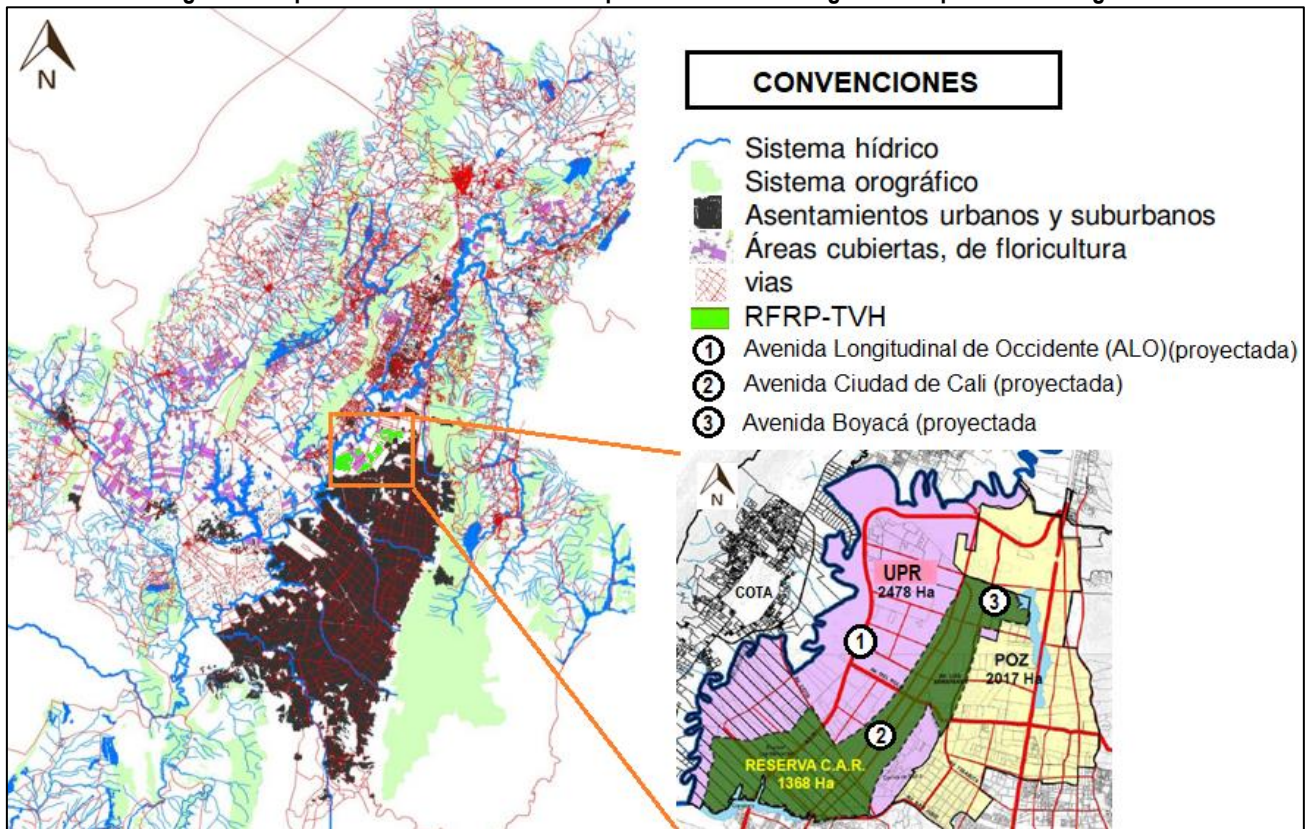 N
CONVENCIONES
Sistema hídrico
Sistema orográfico
Asentamientos urbanos y suburbanos
Áreas cubiertas, de floricultura
vias
RFRP-TVH
1 Avenida Longitudinal de Occidente (ALO)(proyectada)
2 Avenida Ciudad de Cali (proyectada)
3 Avenida Boyacá (proyectada
N
COTA
UPR
2478 Ha
3
1
POZ
2017 Ha
2
RESERVA C.A.R.
1368 Ha